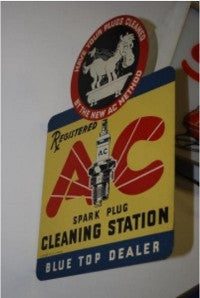 HAVE YOUR PLUGS CLEANED
BY THE NEW AC METHOD
REGISTERED
AC
AC
SPARK PLUG
CLEANING STATION
BLUE TOP DEALER